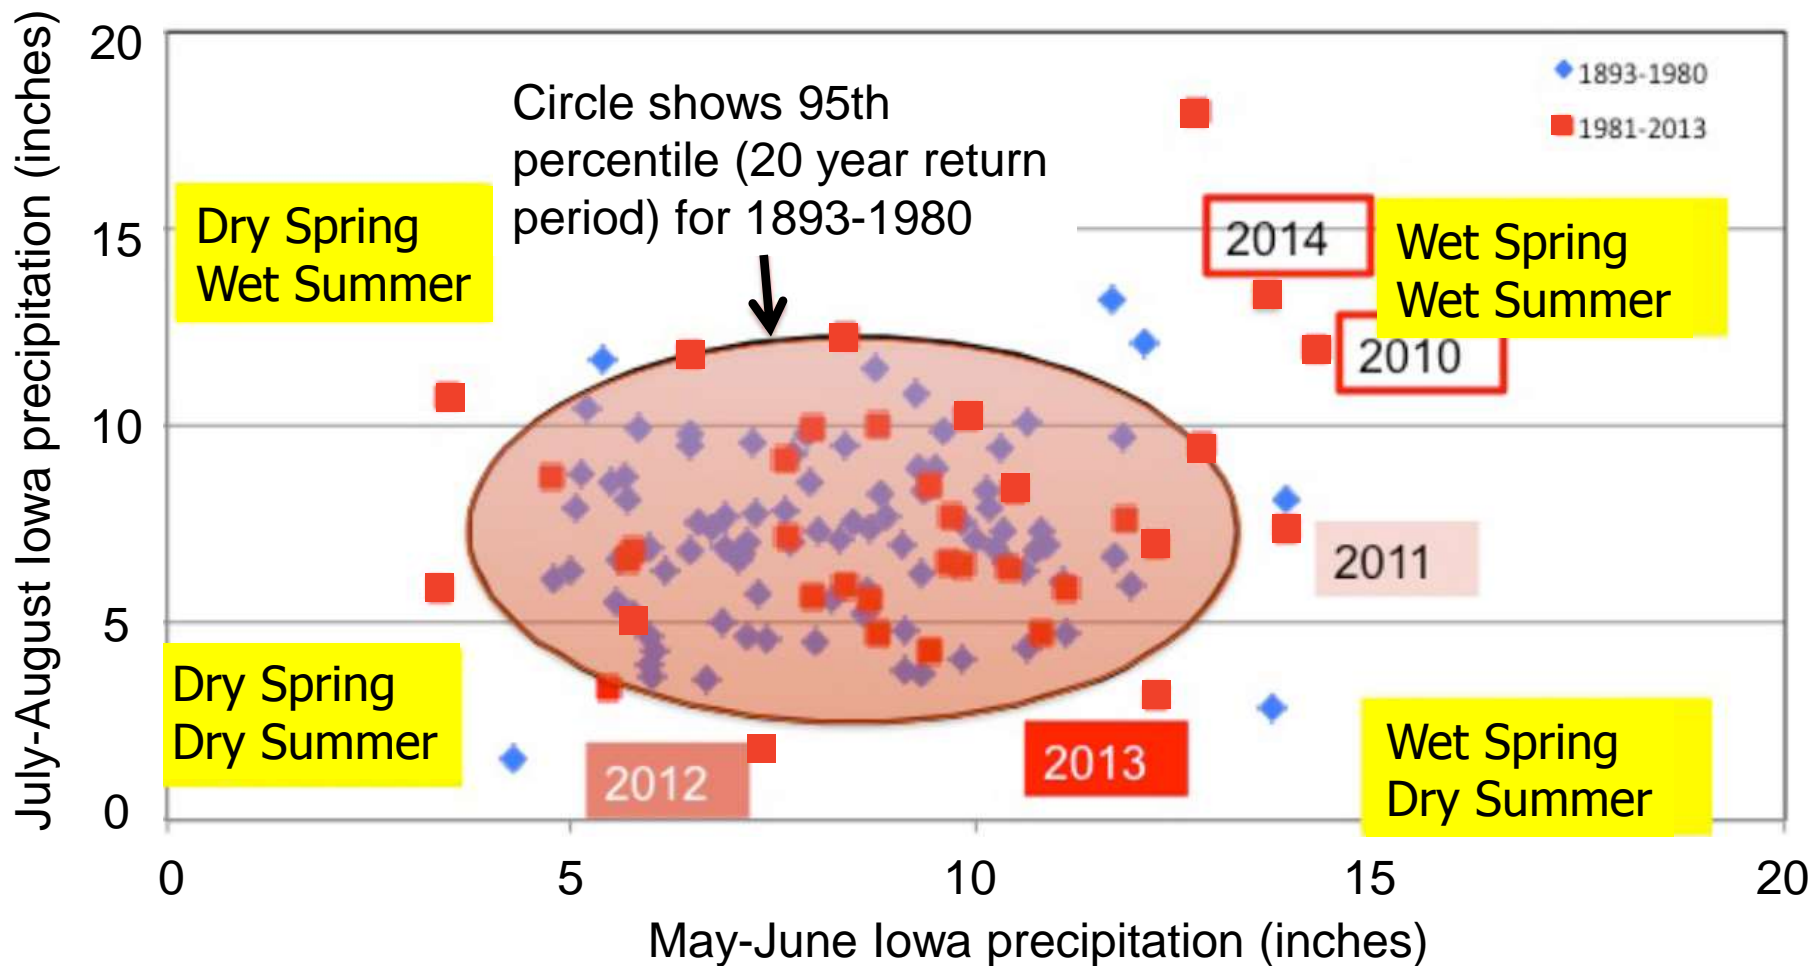 20
1893-1980
Circle shows 95th
percentile (20 year return
period) for 1893-1980
1981-2013
Dry Spring
Wet Summer
15
2014
Wet Spring
Wet Summer
2010
10
2011
5
Dry Spring
Dry Summer
2012
2013
Wet Spring
Dry Summer
0
0
5
10
15
20
May-June Iowa precipitation (inches)
July-August Iowa precipitation (inches)